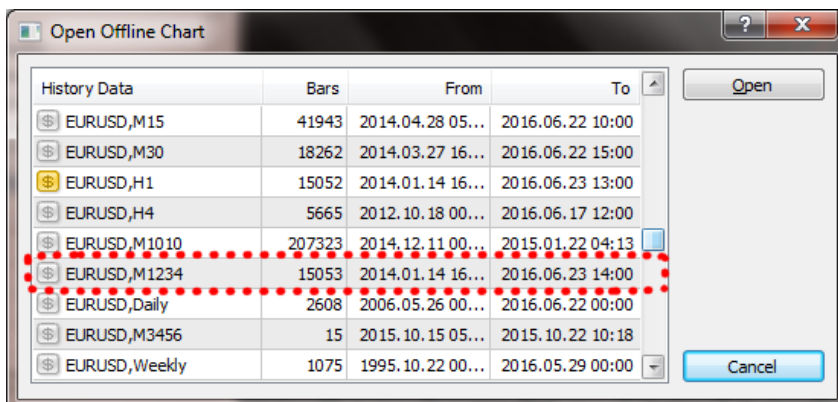 Open Offline Chart
History Data Bars From To
EURUSD,M15 41943 2014.04.28 05... 2016.06.22 10:00
EURUSD,M30 18262 2014.03.27 16... 2016.06.22 15:00
EURUSD,H1 15052 2014.01.14 16... 2016.06.23 13:00
EURUSD,H4 5665 2012.10.18 00... 2016.06.17 12:00
EURUSD,M1010 207323 2014.12.11 00... 2015.01.22 04:13
EURUSD,M1234 15053 2014.01.14 16... 2016.06.23 14:00
EURUSD,Daily 2608 2006.05.26 00... 2016.06.22 00:00
EURUSD,M3456 15 2015.10.15 05... 2015.10.22 10:18
EURUSD,Weekly 1075 1995.10.22 00... 2016.05.29 00:00
Open
Cancel